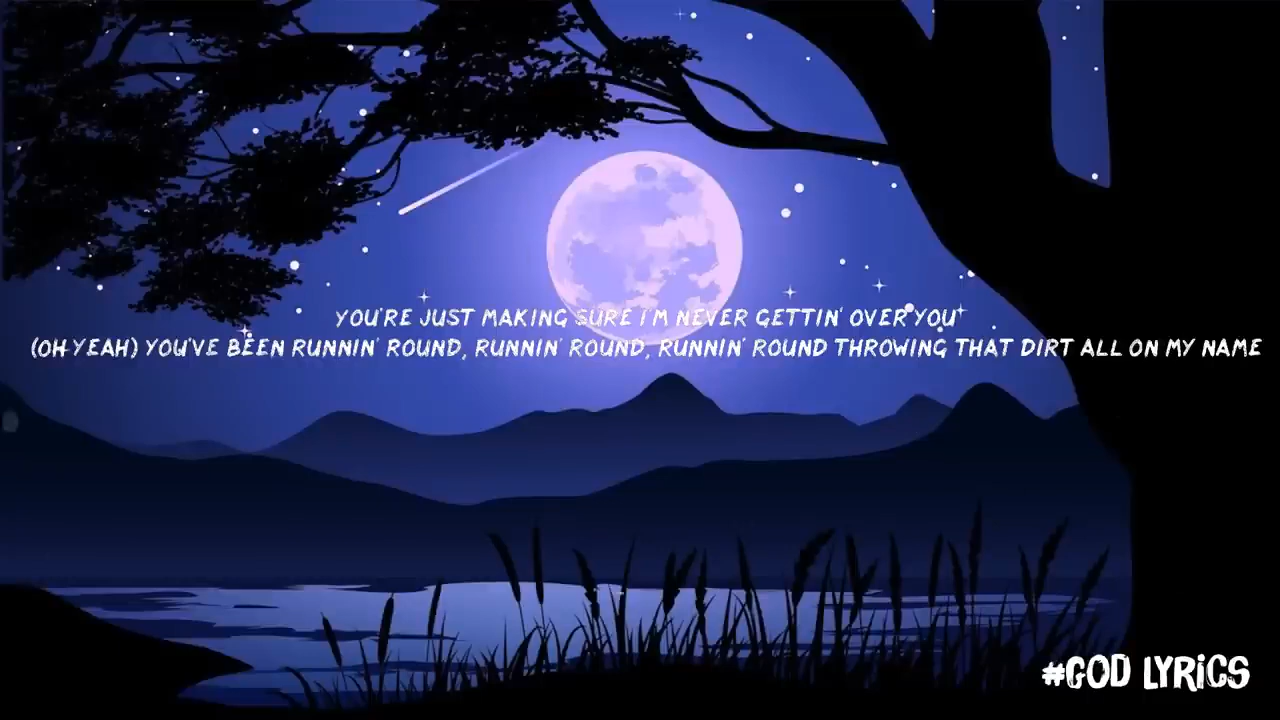 YOU'RE JUST MAKING SURE I'M NEVER GETTIN' OVER YOU
(OH YEAH) YOU'VE BEEN RUNNIN' ROUND, RUNNIN' ROUND, RUNNIN' ROUND THROWING THAT DIRT ALL ON MY NAME
#GOD LYRiCS